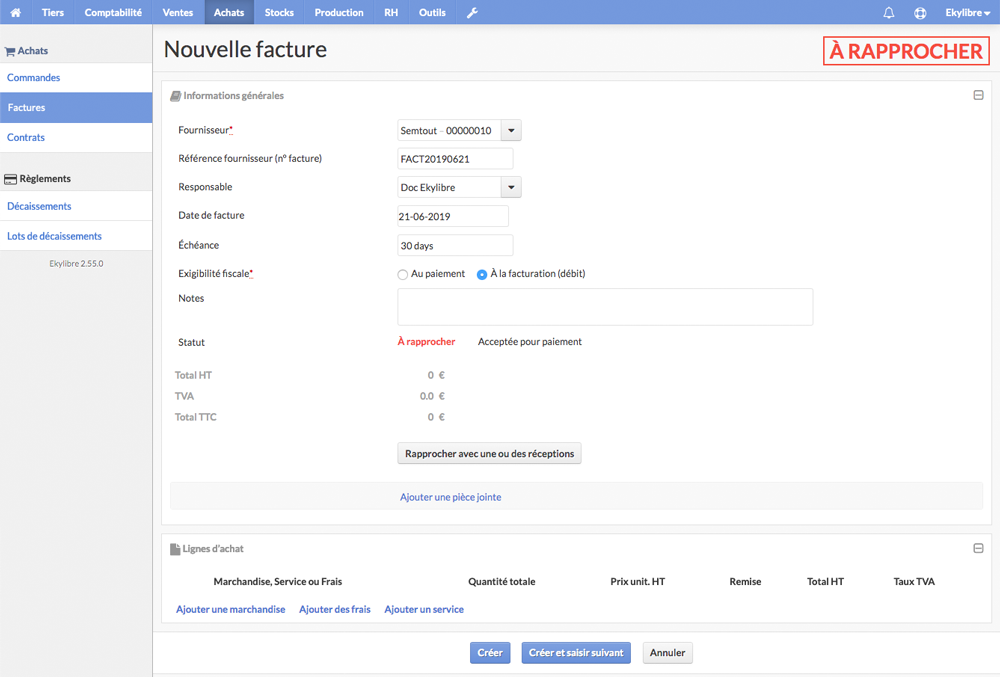 Tiers Comptabilité Ventes Achats Stocks Production RH Outils Ekylibre
Achats
Commandes
Factures
Contrats
Règlements
Décaissements
Lots de décaissements
Ekylibre 2.55.0
Nouvelle facture
À RAPPROCHER
Informations générales
Fournisseur* Semtout - 00000010
Référence fournisseur (n° facture) FACT20190621
Responsable Doc Ekylibre
Date de facture 21-06-2019
Échéance 30 days
Exigibilité fiscale* Au paiement À la facturation (débit)
Notes
Statut À rapprocher Acceptée pour paiement
Total HT 0 €
TVA 0.0 €
Total TTC 0 €
Rapprocher avec une ou des réceptions
Ajouter une pièce jointe
Lignes d'achat
Marchandise, Service ou Frais Quantité totale Prix unit. HT Remise Total HT Taux TVA
Ajouter une marchandise Ajouter des frais Ajouter un service
Créer Créer et saisir suivant Annuler